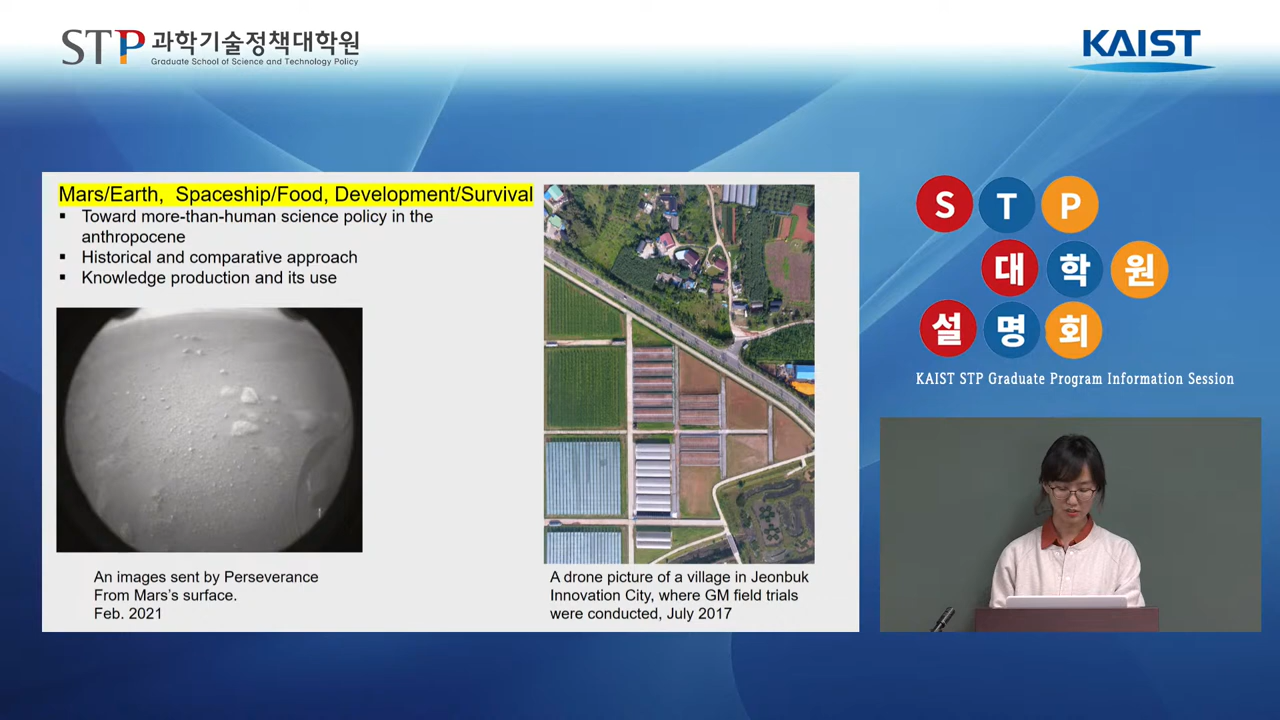 STP 과학기술정책대학원
Graduate School of Science and Technology Policy
KAIST
Mars/Earth, Spaceship/Food, Development/Survival
▪ Toward more-than-human science policy in the
anthropocene
▪ Historical and comparative approach
▪ Knowledge production and its use
An images sent by Perseverance
From Mars's surface.
Feb. 2021
A drone picture of a village in Jeonbuk
Innovation City, where GM field trials
were conducted, July 2017
S T P
대 학 원
설 명 회
KAIST STP Graduate Program Information Session